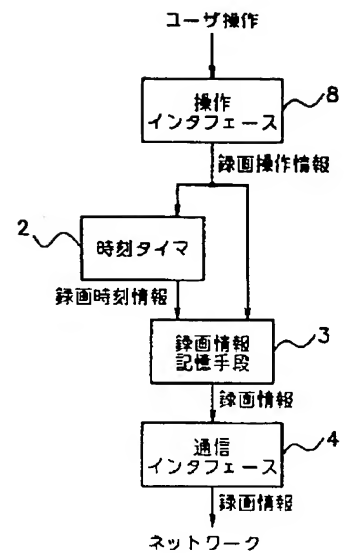 ユーザ操作
操作
インタフェース
8
録画操作情報
2
時刻タイマ
録画時刻情報
録画情報
記憶手段
3
録画情報
通信
インタフェース
4
録画情報
ネットワーク